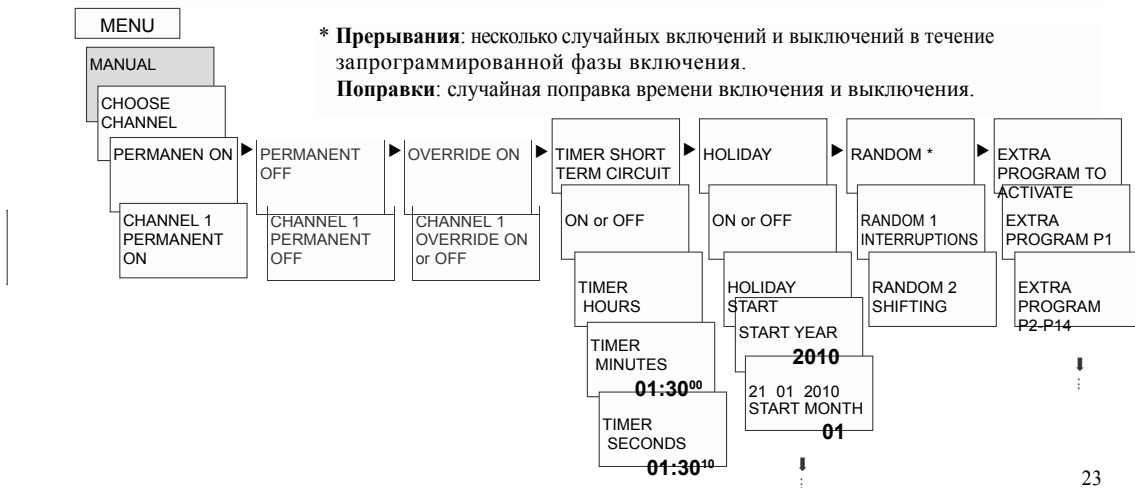 MENU
* Прерывания: несколько случайных включений и выключений в течение
запрограммированной фазы включения.
Поправки: случайная поправка времени включения и выключения.
MANUAL
CHOOSE
CHANNEL
PERMANEN ON
CHANNEL 1
PERMANENT
ON
PERMANENT
OFF
CHANNEL 1
PERMANENT
OFF
OVERRIDE ON
CHANNEL 1
OVERRIDE ON
or OFF
TIMER SHORT
TERM CIRCUIT
ON or OFF
TIMER
HOURS
TIMER
MINUTES
01:30⁰⁰
TIMER
SECONDS
01:30¹⁰
HOLIDAY
ON or OFF
HOLIDAY
START
START YEAR
2010
21 01 2010
START MONTH
01
RANDOM *
RANDOM 1
INTERRUPTIONS
RANDOM 2
SHIFTING
EXTRA
PROGRAM TO
ACTIVATE
EXTRA
PROGRAM P1
EXTRA
PROGRAM
P2-P14
23